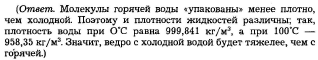 (Ответ. Молекулы горячей воды “упакованы” менее плотно,
чем холодной. Поэтому и плотности жидкостей различны; так,
плотность воды при 0°С равна 999,841 кг/м³, а при 100°С —
958,35 кг/м³. Значит, ведро с холодной водой будет тяжелее, чем с
горячей.)